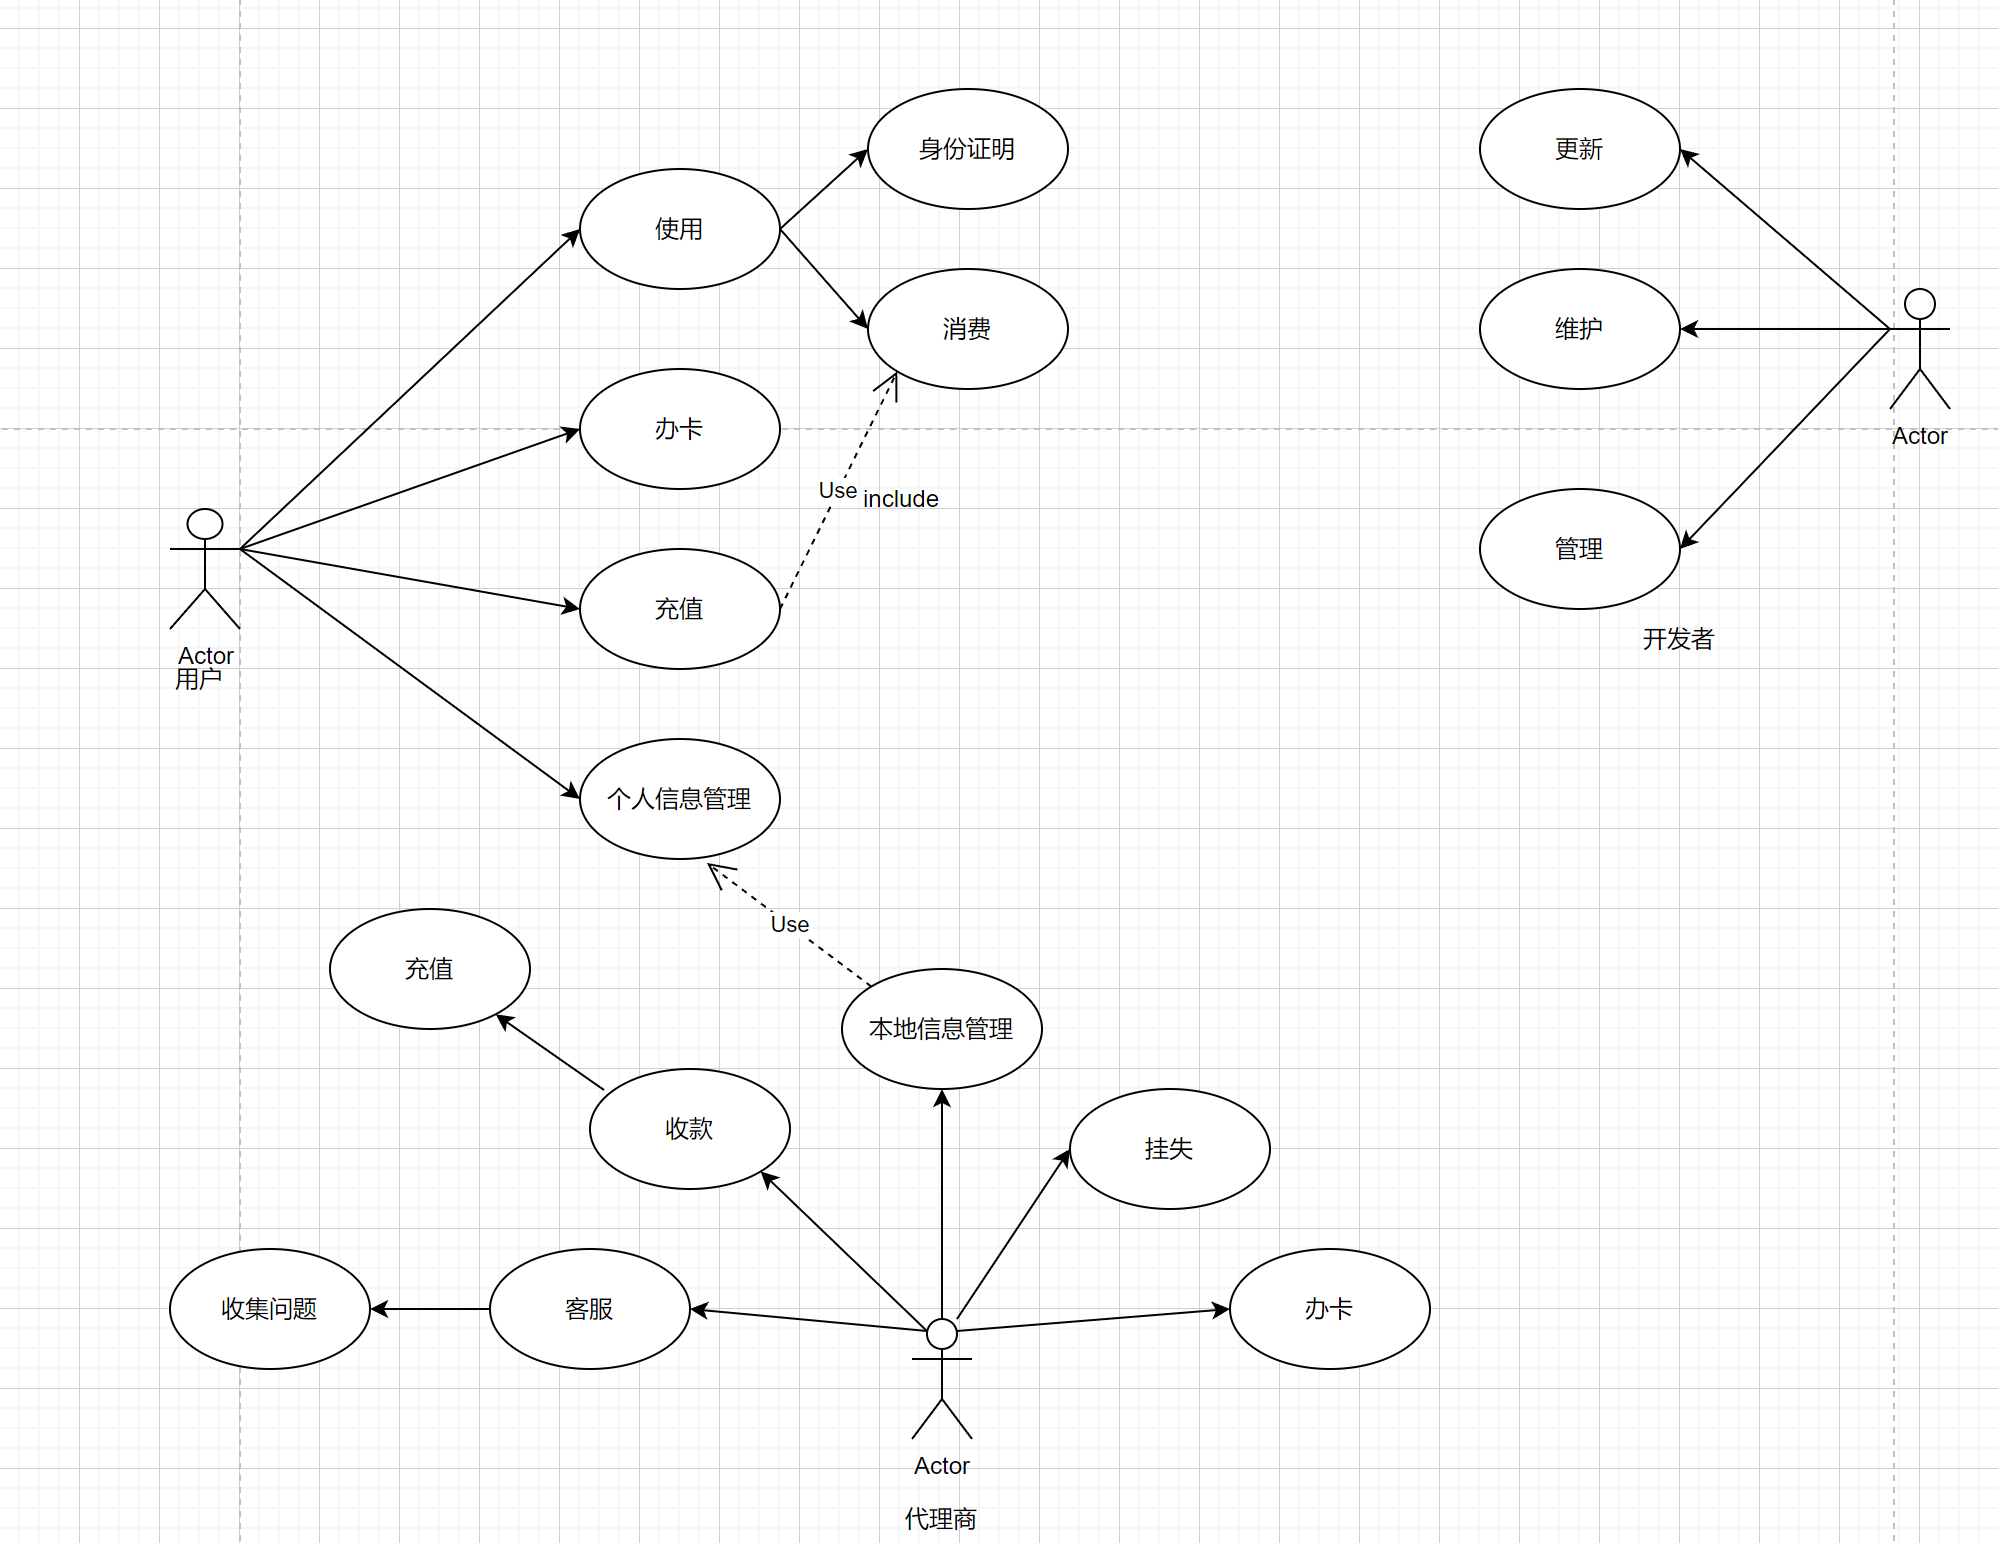 身份证明
更新
使用
消费
维护
办卡
Actor
Use
include
管理
充值
开发者
Actor
用户
个人信息管理
Use
充值
本地信息管理
收款
挂失
收集问题
客服
办卡
Actor
代理商